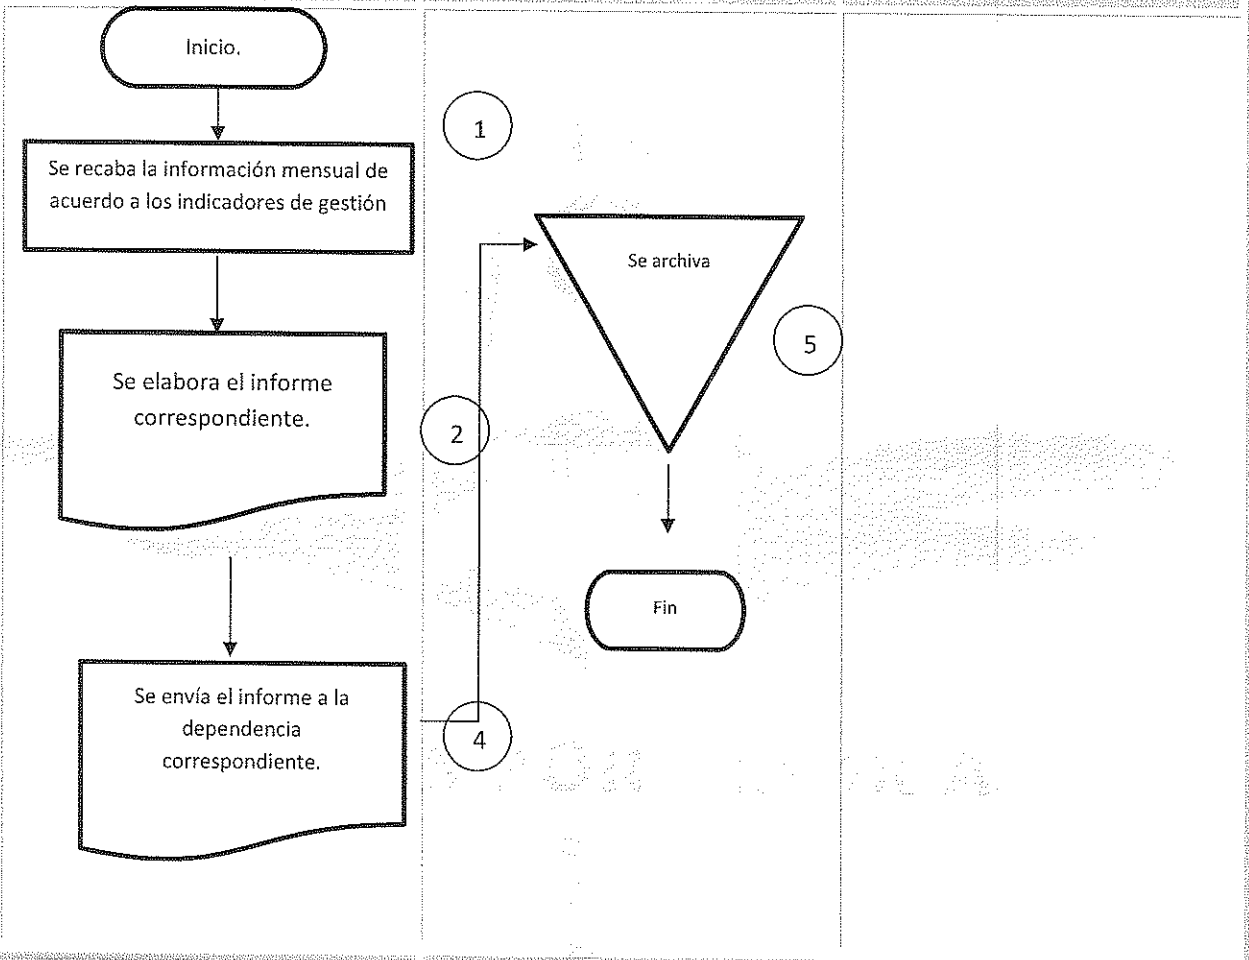 Inicio.
1
Se recaba la información mensual de
acuerdo a los indicadores de gestión
Se archiva
5
Se elabora el informe
correspondiente.
2
Fin
Se envía el informe a la
dependencia
correspondiente.
4